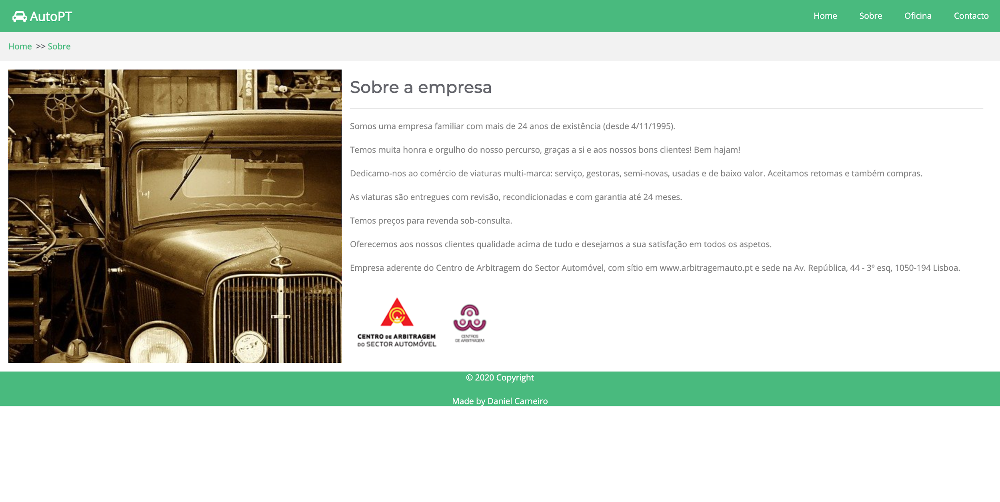 AutoPT
Home Sobre Oficina Contacto
Home >> Sobre
CCAS
Sobre a empresa
Somos uma empresa familiar com mais de 24 anos de existência (desde 4/11/1995).
Temos muita honra e orgulho do nosso percurso, graças a si e aos nossos bons clientes! Bem hajam!
Dedicamo-nos ao comércio de viaturas multi-marca: serviço, gestoras, semi-novas, usadas e de baixo valor. Aceitamos retomas e também compras.
As viaturas são entregues com revisão, recondicionadas e com garantia até 24 meses.
Temos preços para revenda sob-consulta.
Oferecemos aos nossos clientes qualidade acima de tudo e desejamos a sua satisfação em todos os aspetos.
Empresa aderente do Centro de Arbitragem do Sector Automóvel, com sítio em www.arbitragemauto.pt e sede na Av. República, 44 - 3º esq, 1050-194 Lisboa.
CENTRO DE ARBITRAGEM
DO SECTOR AUTOMÓVEL
CENTROS
DE ARBITRAGEM
© 2020 Copyright
Made by Daniel Carneiro